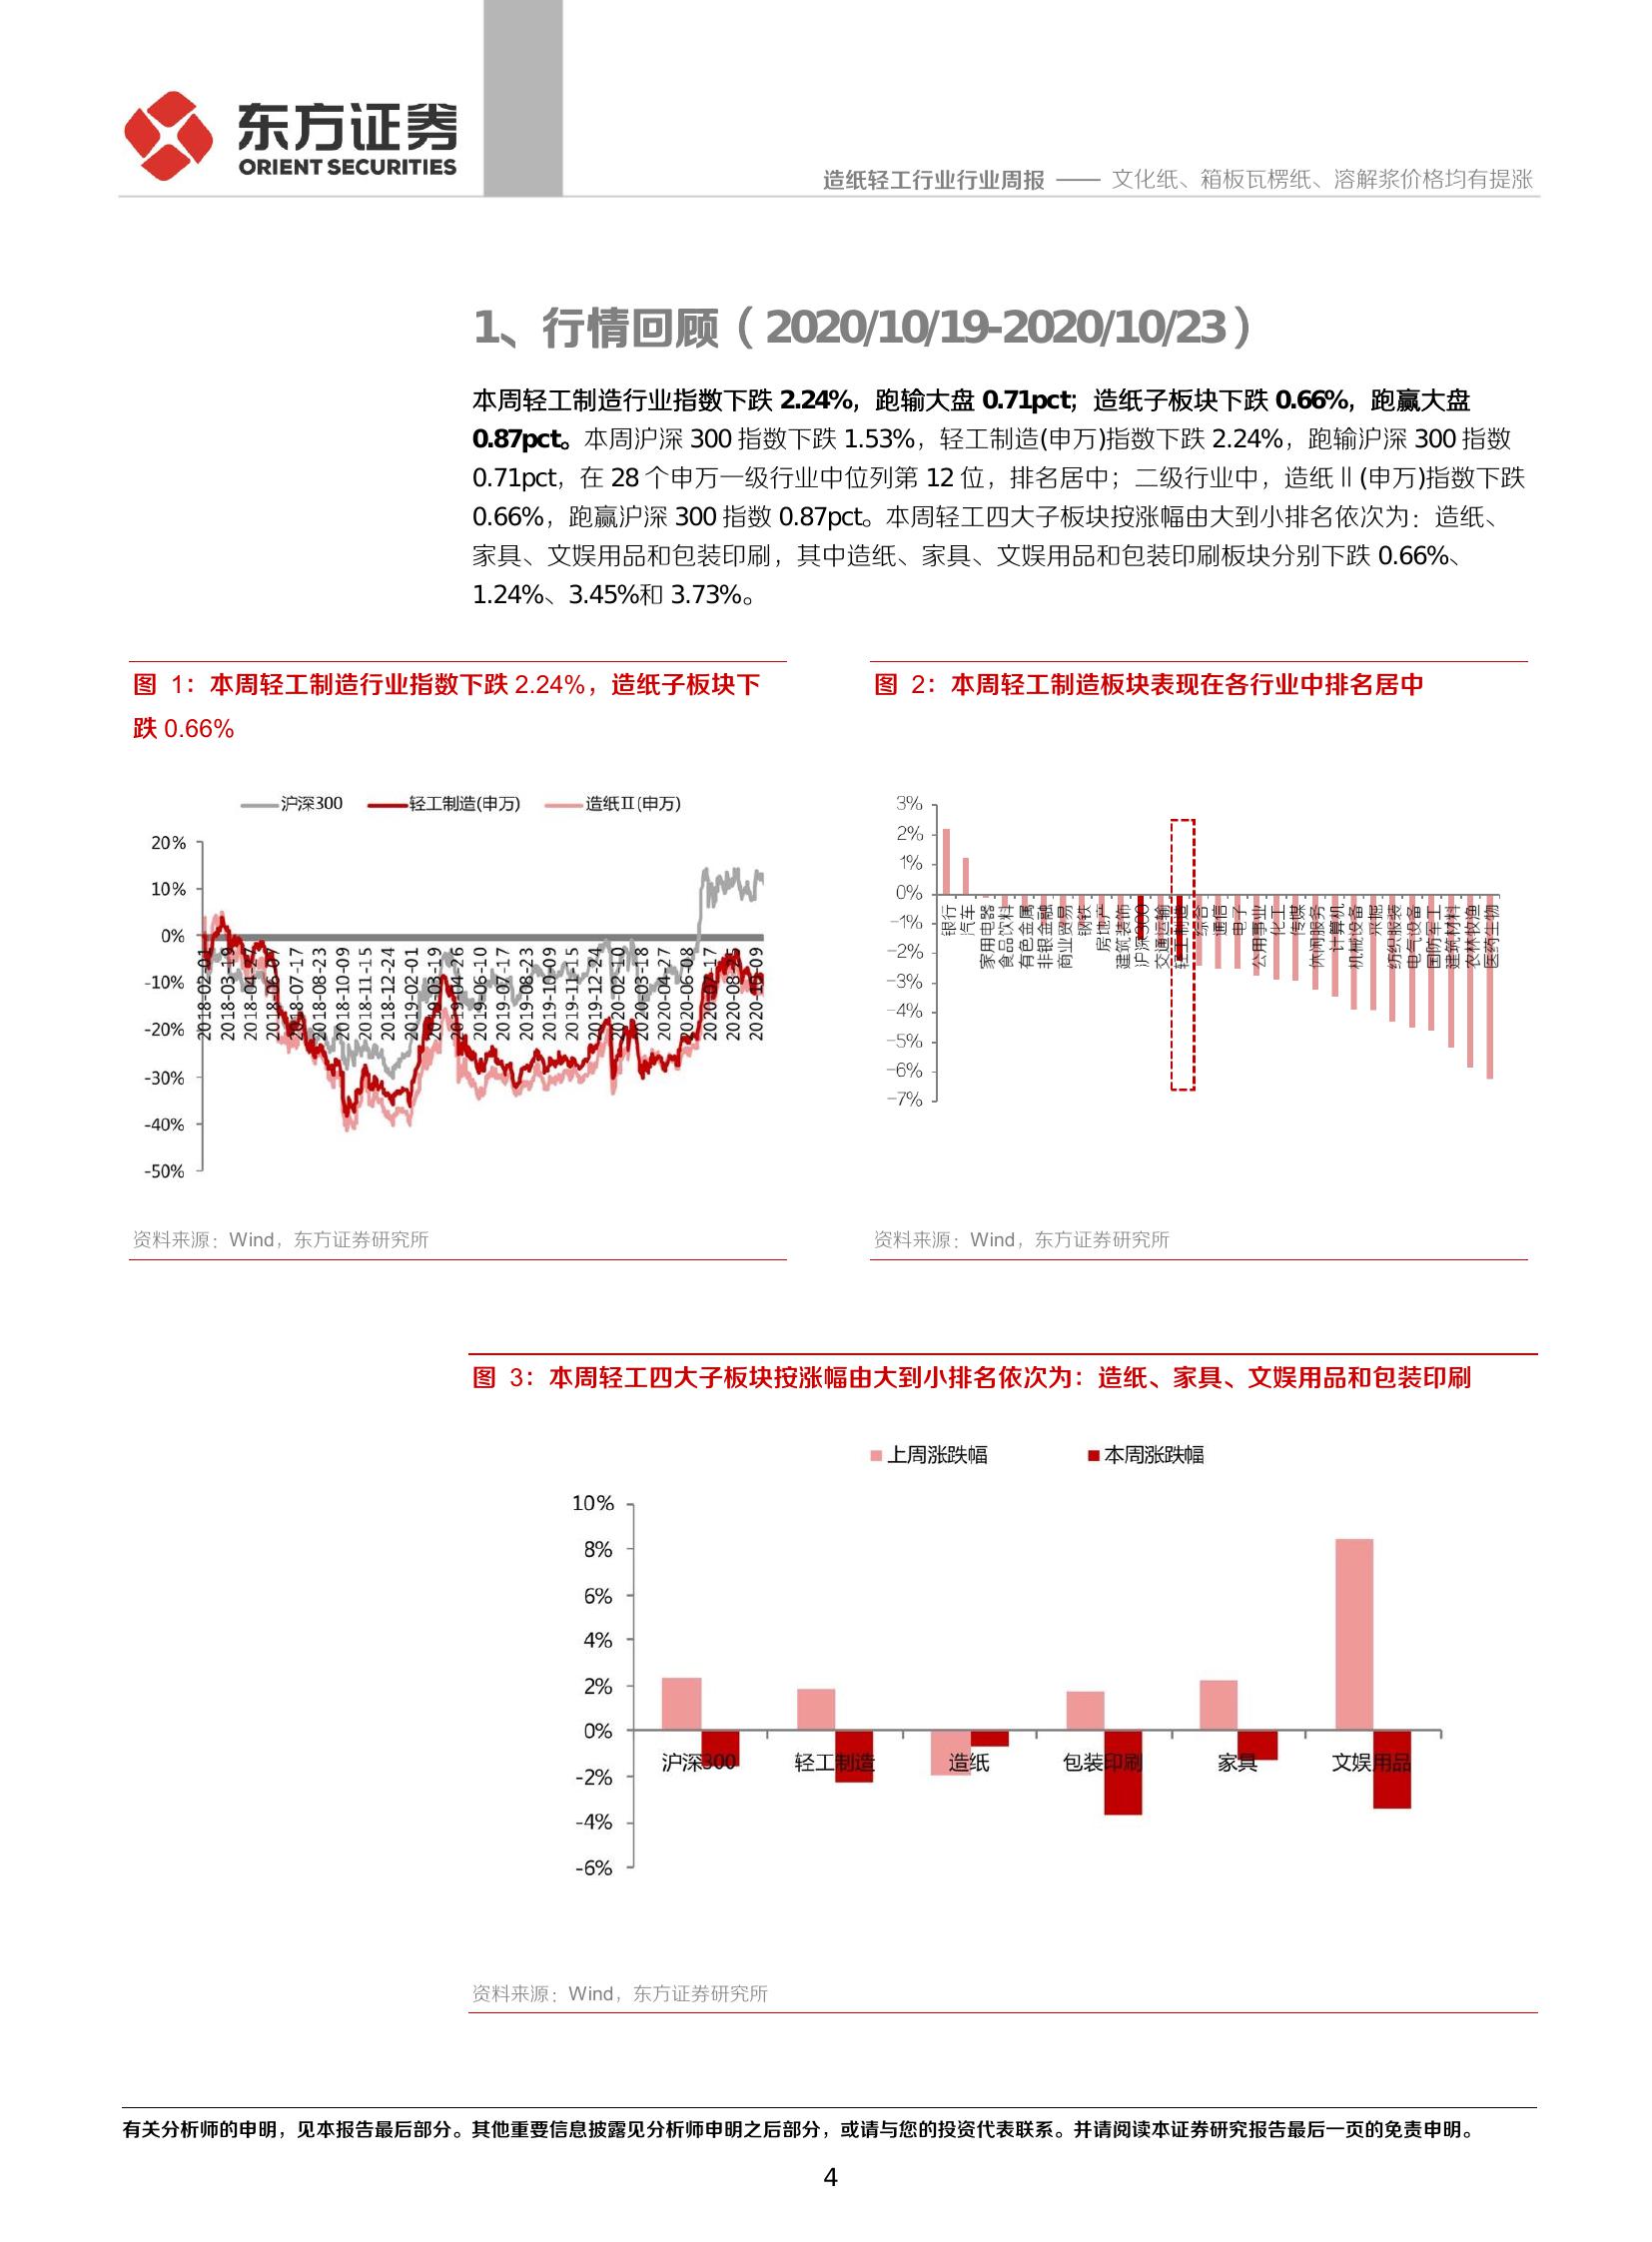 东方证券
ORIENT SECURITIES
造纸轻工行业行业周报 —— 文化纸、箱板瓦楞纸、溶解浆价格均有提涨
1、行情回顾（2020/10/19-2020/10/23）
本周轻工制造行业指数下跌 2.24%，跑输大盘 0.71pct；造纸子板块下跌 0.66%，跑赢大盘
0.87pct。本周沪深 300 指数下跌 1.53%，轻工制造(申万)指数下跌 2.24%，跑输沪深 300 指数
0.71pct，在 28 个申万一级行业中位列第 12 位，排名居中；二级行业中，造纸Ⅱ(申万)指数下跌
0.66%，跑赢沪深 300 指数 0.87pct。本周轻工四大子板块按涨幅由大到小排名依次为：造纸、
家具、文娱用品和包装印刷，其中造纸、家具、文娱用品和包装印刷板块分别下跌 0.66%、
1.24%、3.45%和 3.73%。
图 1：本周轻工制造行业指数下跌 2.24%，造纸子板块下
跌 0.66%
沪深300 轻工制造(申万) 造纸Ⅱ(申万)
20%
10%
0%
-10%
-20%
-30%
-40%
-50%
2018-02-01
2018-03-19
2018-04-27
2018-06-07
2018-07-17
2018-08-23
2018-10-09
2018-11-15
2018-12-24
2019-02-01
2019-03-19
2019-04-26
2019-06-10
2019-07-17
2019-08-23
2019-10-09
2019-11-15
2019-12-24
2020-02-10
2020-03-18
2020-04-27
2020-06-08
2020-07-17
2020-08-25
2020-10-09
资料来源：Wind，东方证券研究所
图 2：本周轻工制造板块表现在各行业中排名居中
3%
2%
1%
0%
-1%
-2%
-3%
-4%
-5%
-6%
-7%
银行
汽车
家用电器
食品饮料
有色金属
非银金融
商业贸易
钢铁
房地产
建筑装饰
沪深300
交通运输
轻工制造
综合
通信
电子
公用事业
化工
传媒
休闲服务
计算机
机械设备
采掘
纺织服装
电气设备
国防军工
建筑材料
农林牧渔
医药生物
资料来源：Wind，东方证券研究所
图 3：本周轻工四大子板块按涨幅由大到小排名依次为：造纸、家具、文娱用品和包装印刷
上周涨跌幅 本周涨跌幅
10%
8%
6%
4%
2%
0%
-2%
-4%
-6%
沪深300 轻工制造 造纸 包装印刷 家具 文娱用品
资料来源：Wind，东方证券研究所
有关分析师的申明，见本报告最后部分。其他重要信息披露见分析师申明之后部分，或请与您的投资代表联系。并请阅读本证券研究报告最后一页的免责申明。
4